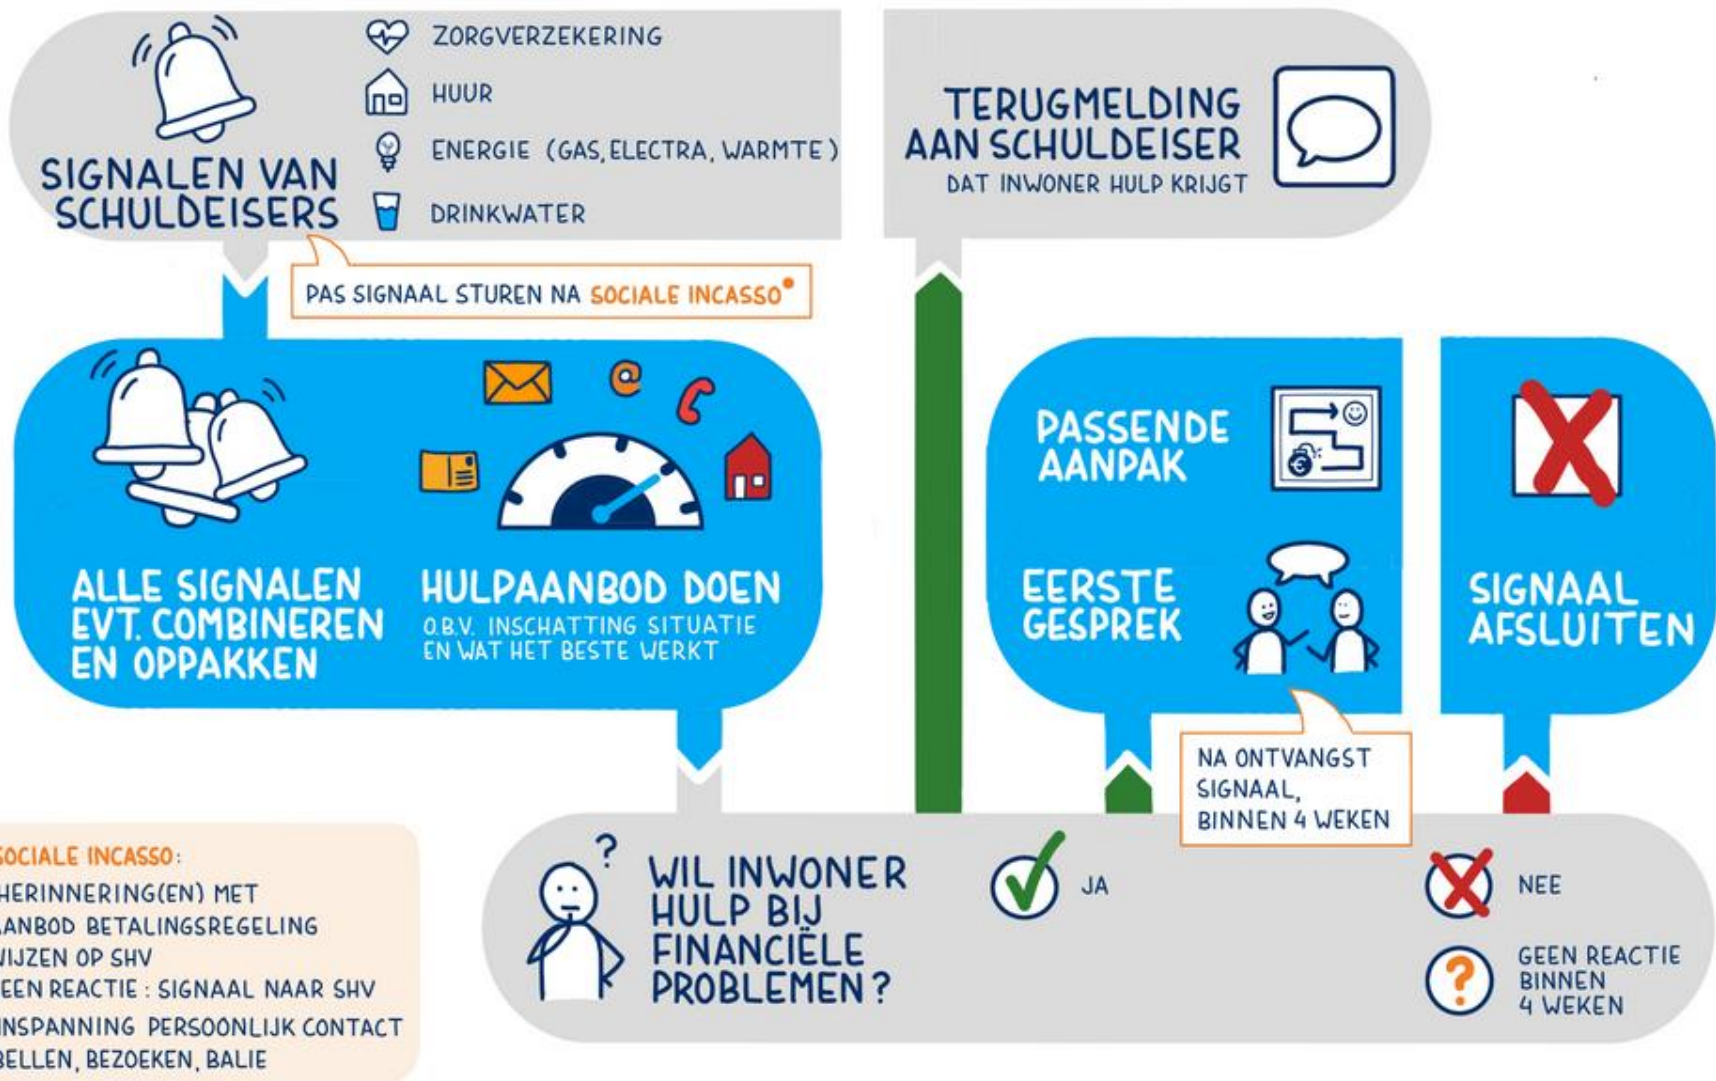 SIGNALEN VAN
SCHULDEISERS
ZORGVERZEKERING
HUUR
ENERGIE (GAS, ELECTRA, WARMTE)
DRINKWATER
PAS SIGNAAL STUREN NA SOCIALE INCASSO•
TERUGMELDING
AAN SCHULDEISER
DAT INWONER HULP KRIJGT
ALLE SIGNALEN
EVT. COMBINEREN
EN OPPAKKEN
@
HULPAANBOD DOEN
O.B.V. INSCHATTING SITUATIE
EN WAT HET BESTE WERKT
PASSENDE
AANPAK
€
EERSTE
GESPREK
NA ONTVANGST
SIGNAAL,
BINNEN 4 WEKEN
SIGNAAL
AFSLUITEN
?
WIL INWONER
HULP BIJ
FINANCIËLE
PROBLEMEN?
JA
NEE
?
GEEN REACTIE
BINNEN
4 WEKEN
SOCIALE INCASSO:
HERINNERING(EN) MET
AANBOD BETALINGSREGELING
WIJZEN OP SHV
GEEN REACTIE: SIGNAAL NAAR SHV
INSPANNING PERSOONLIJK CONTACT
BELLEN, BEZOEKEN, BALIE